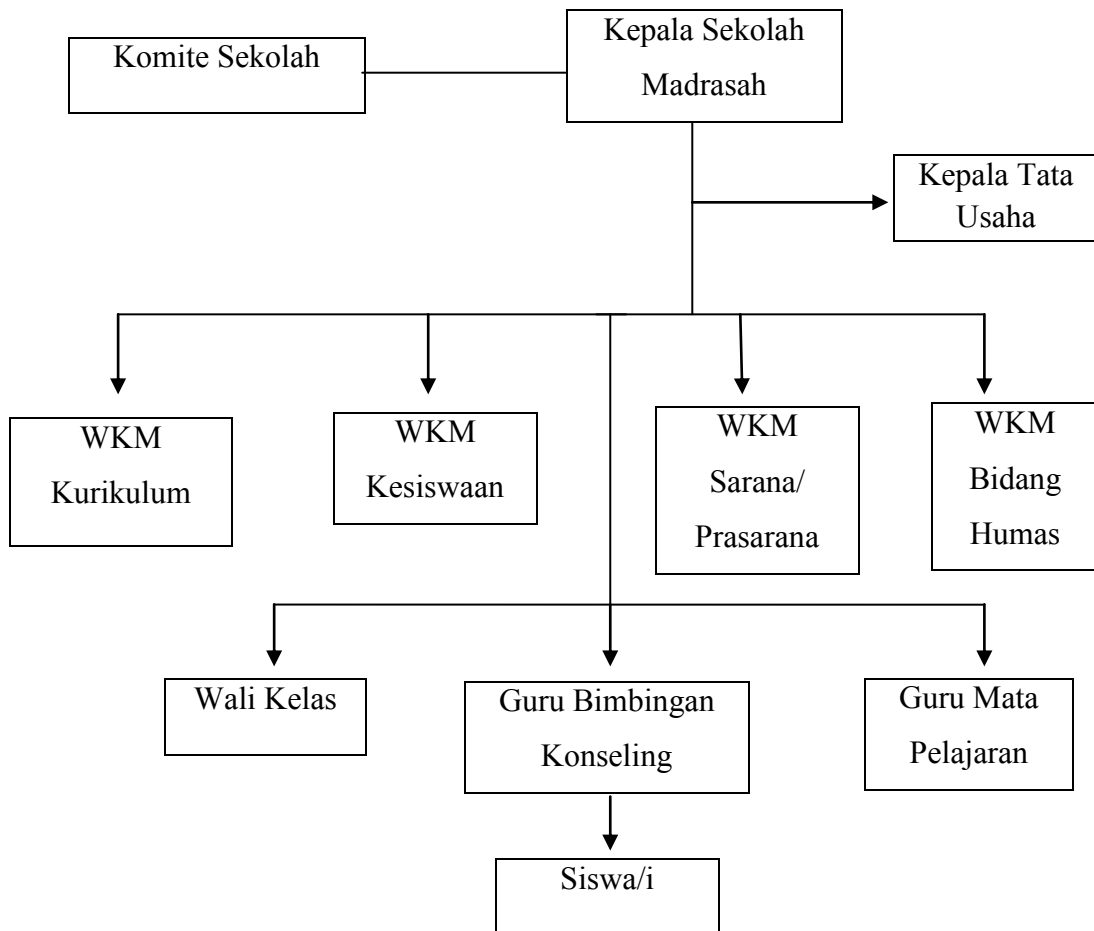 Komite Sekolah
Kepala Sekolah
Madrasah
Kepala Tata
Usaha
WKM
Kurikulum
WKM
Kesiswaan
WKM
Sarana/
Prasarana
WKM
Bidang
Humas
Wali Kelas
Guru Bimbingan
Konseling
Guru Mata
Pelajaran
Siswa/i